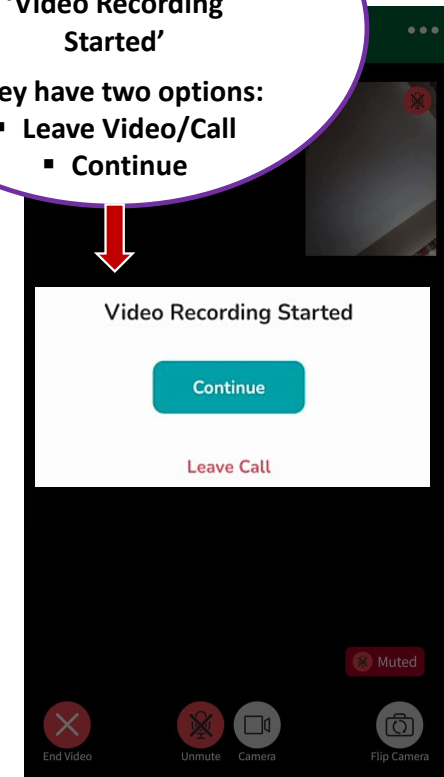 ‘Video Recording
Started’
ey have two options:
▪ Leave Video/Call
▪ Continue
Video Recording Started
Continue
Leave Call
Muted
End Video
Unmute
Camera
Flip Camera